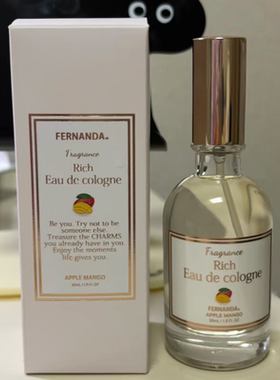 FERNANDA
Fragrance
Rich
Eau de cologne
Be you. Try not to be
someone else.
Treasure the CHARMS
you already have in you.
Enjoy the moments
life gives you.
APPLE MANGO
Fragrance
Rich
Eau de cologne
FERNANDA
APPLE MANGO